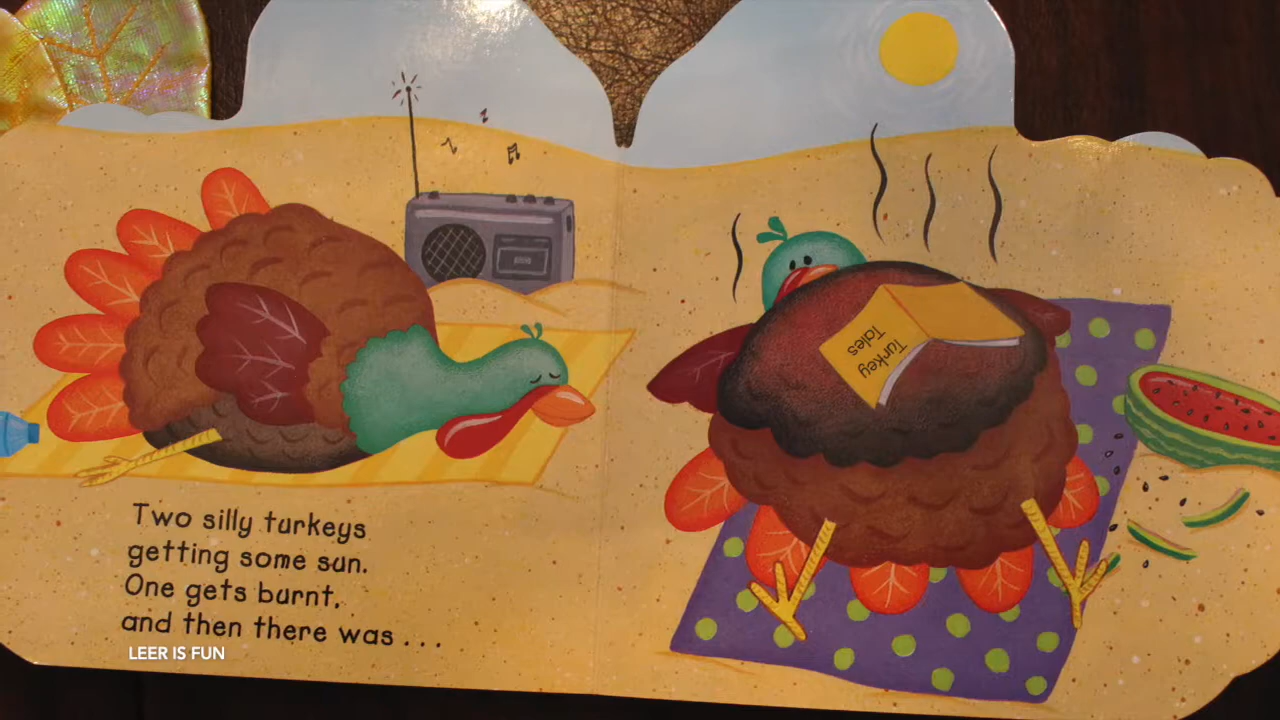 Two silly turkeys
getting some sun.
One gets burnt,
and then there was . . .
LEER IS FUN
Turkey
Tales